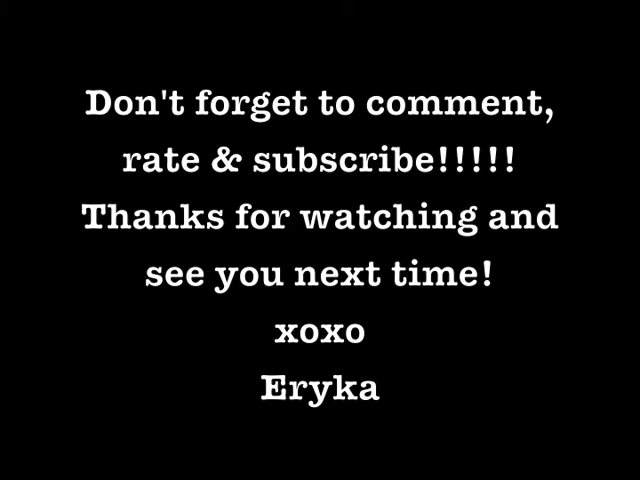 Don't forget to comment,
rate & subscribe!!!!!
Thanks for watching and
see you next time!
xoxo
Eryka